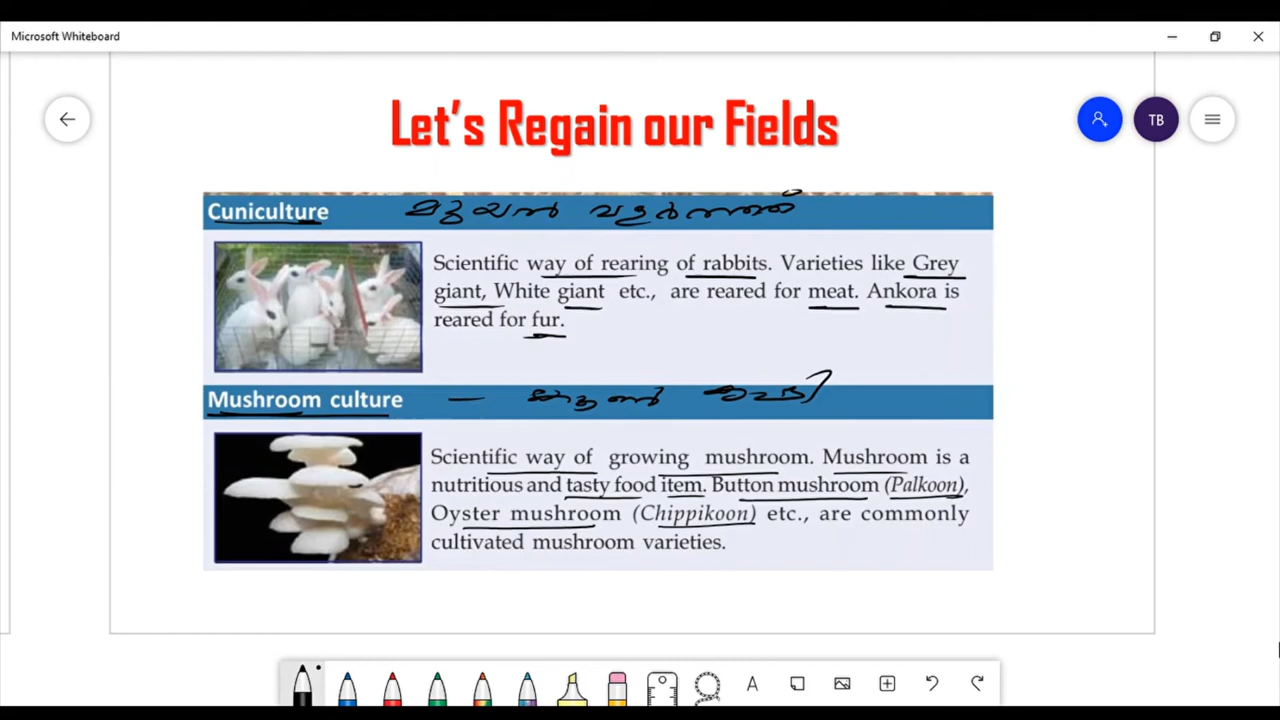 Microsoft Whiteboard
Let's Regain our Fields
TB
Cuniculture മുയൽ വളർത്തൽ
Scientific way of rearing of rabbits. Varieties like Grey
giant, White giant etc., are reared for meat. Ankora is
reared for fur.
Mushroom culture - കൂൺ കൃഷി
Scientific way of growing mushroom. Mushroom is a
nutritious and tasty food item. Button mushroom (Palkoon),
Oyster mushroom (Chippikoon) etc., are commonly
cultivated mushroom varieties.
A